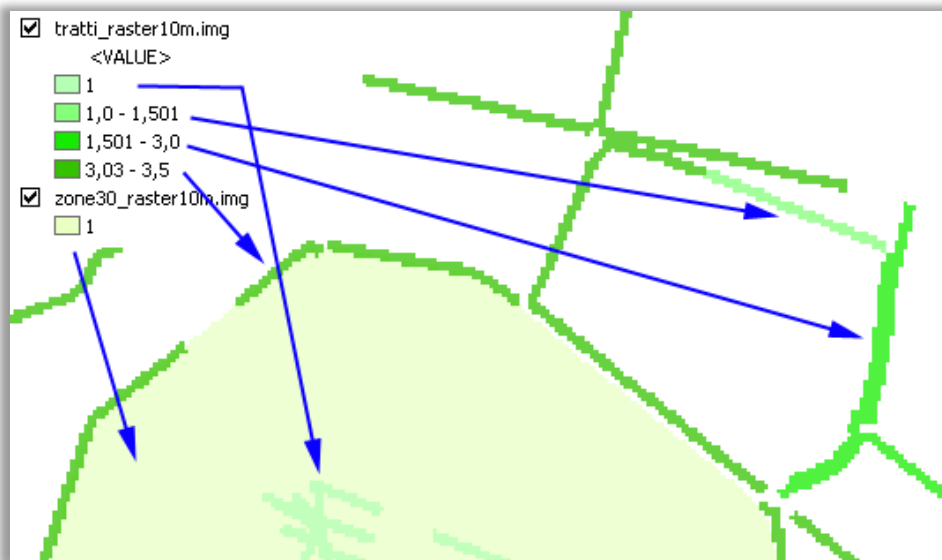 tratti_raster10m.img
<VALUE>
1
1,0 - 1,501
1,501 - 3,0
3,03 - 3,5
zone30_raster10m.img
1